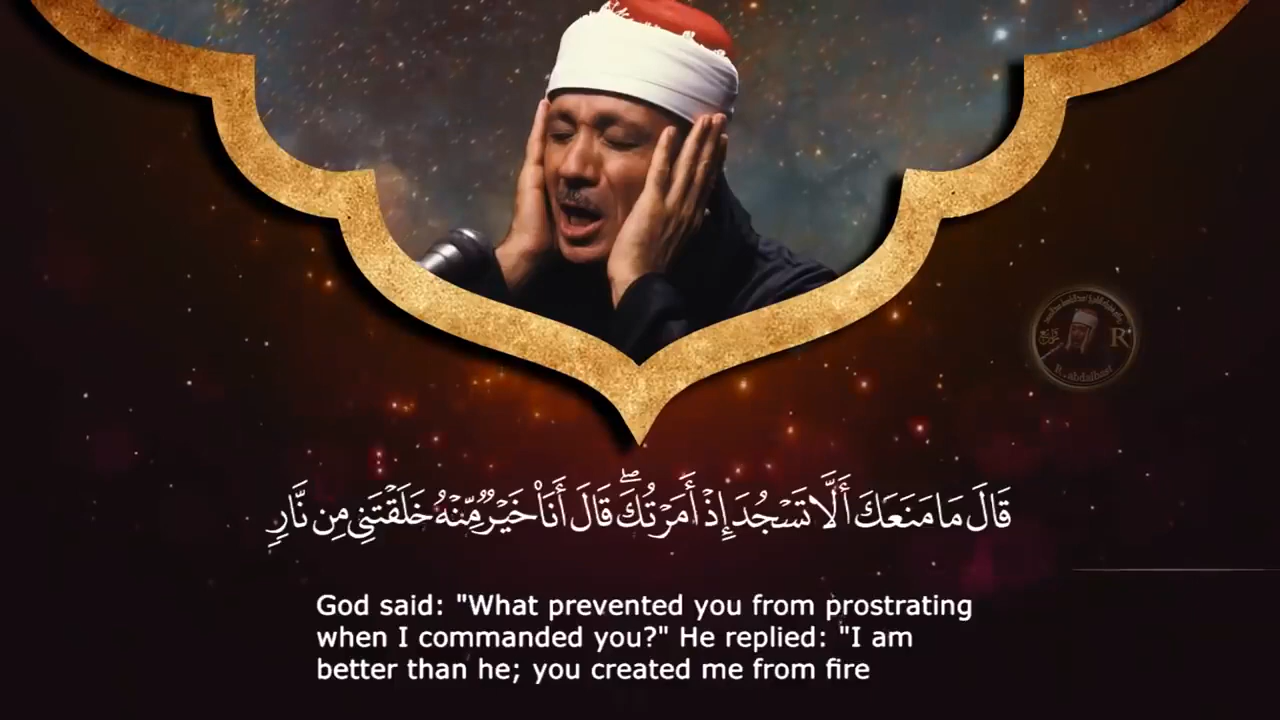 قَالَ مَا مَنَعَكَ أَلَّا تَسْجُدَ إِذْ أَمَرْتُكَ ۖ قَالَ أَنَا۠ خَيْرٌ مِّنْهُ خَلَقْتَنِي مِن نَّارٍ
God said: "What prevented you from prostrating
when I commanded you?" He replied: "I am
better than he; you created me from fire
R